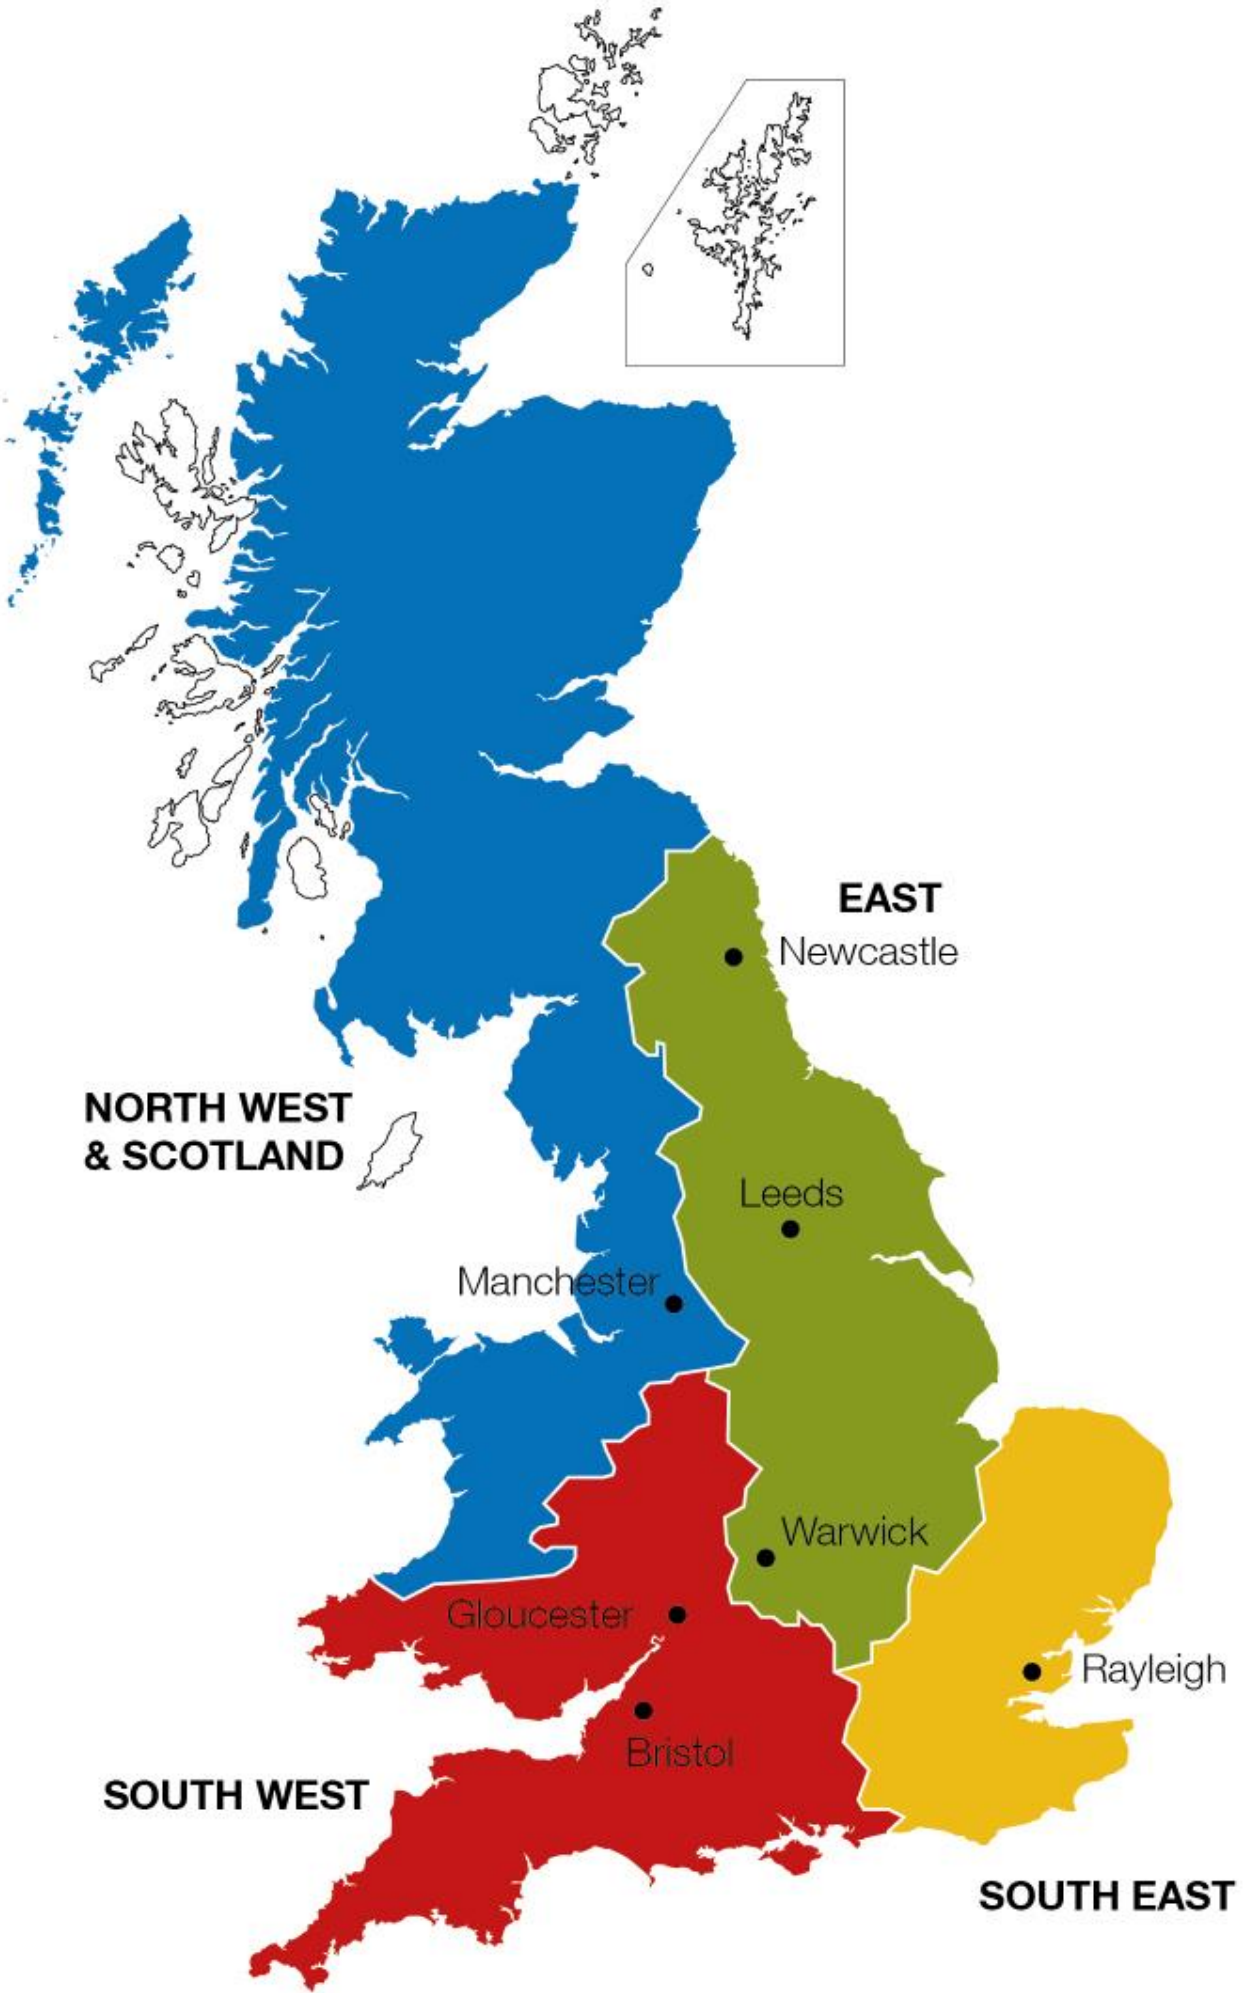 EAST
Newcastle
NORTH WEST
& SCOTLAND
Leeds
Manchester
Warwick
Gloucester
Rayleigh
Bristol
SOUTH WEST
SOUTH EAST